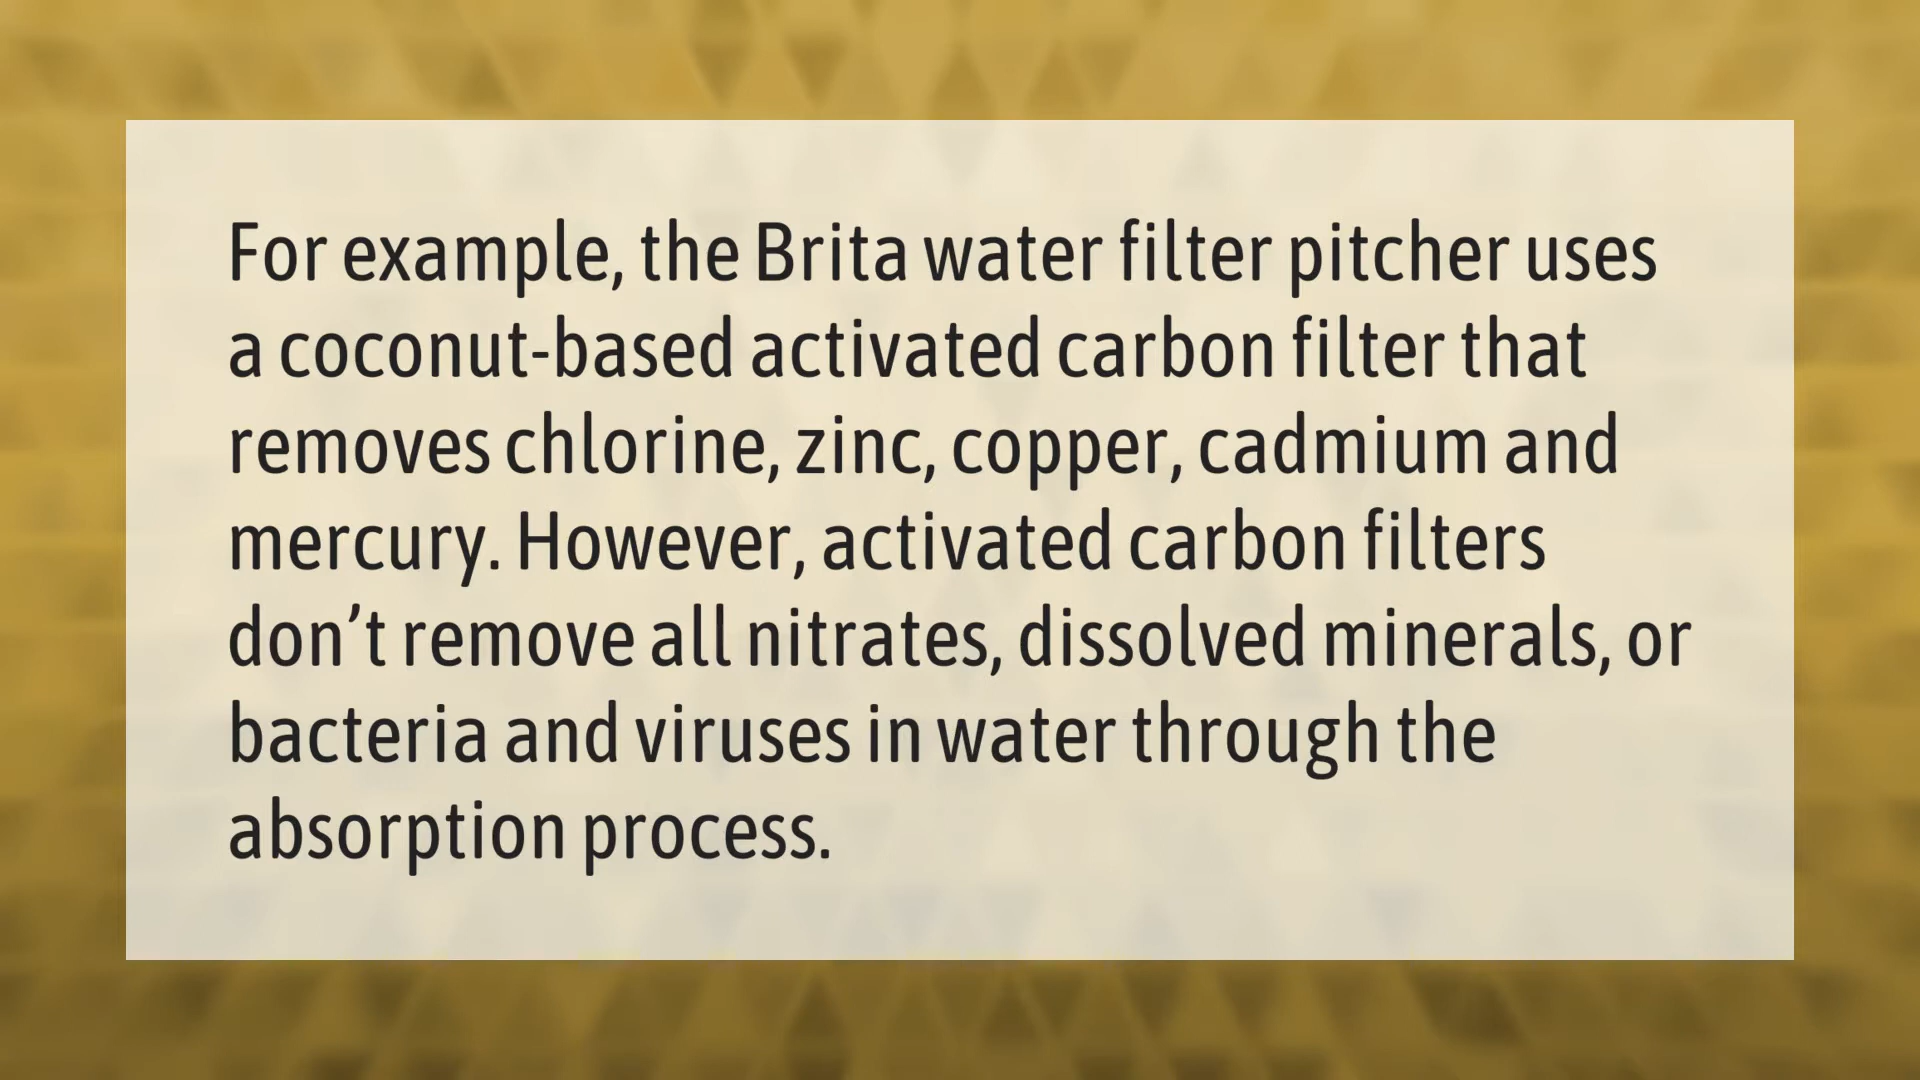 For example, the Brita water filter pitcher uses
a coconut-based activated carbon filter that
removes chlorine, zinc, copper, cadmium and
mercury. However, activated carbon filters
don’t remove all nitrates, dissolved minerals, or
bacteria and viruses in water through the
absorption process.